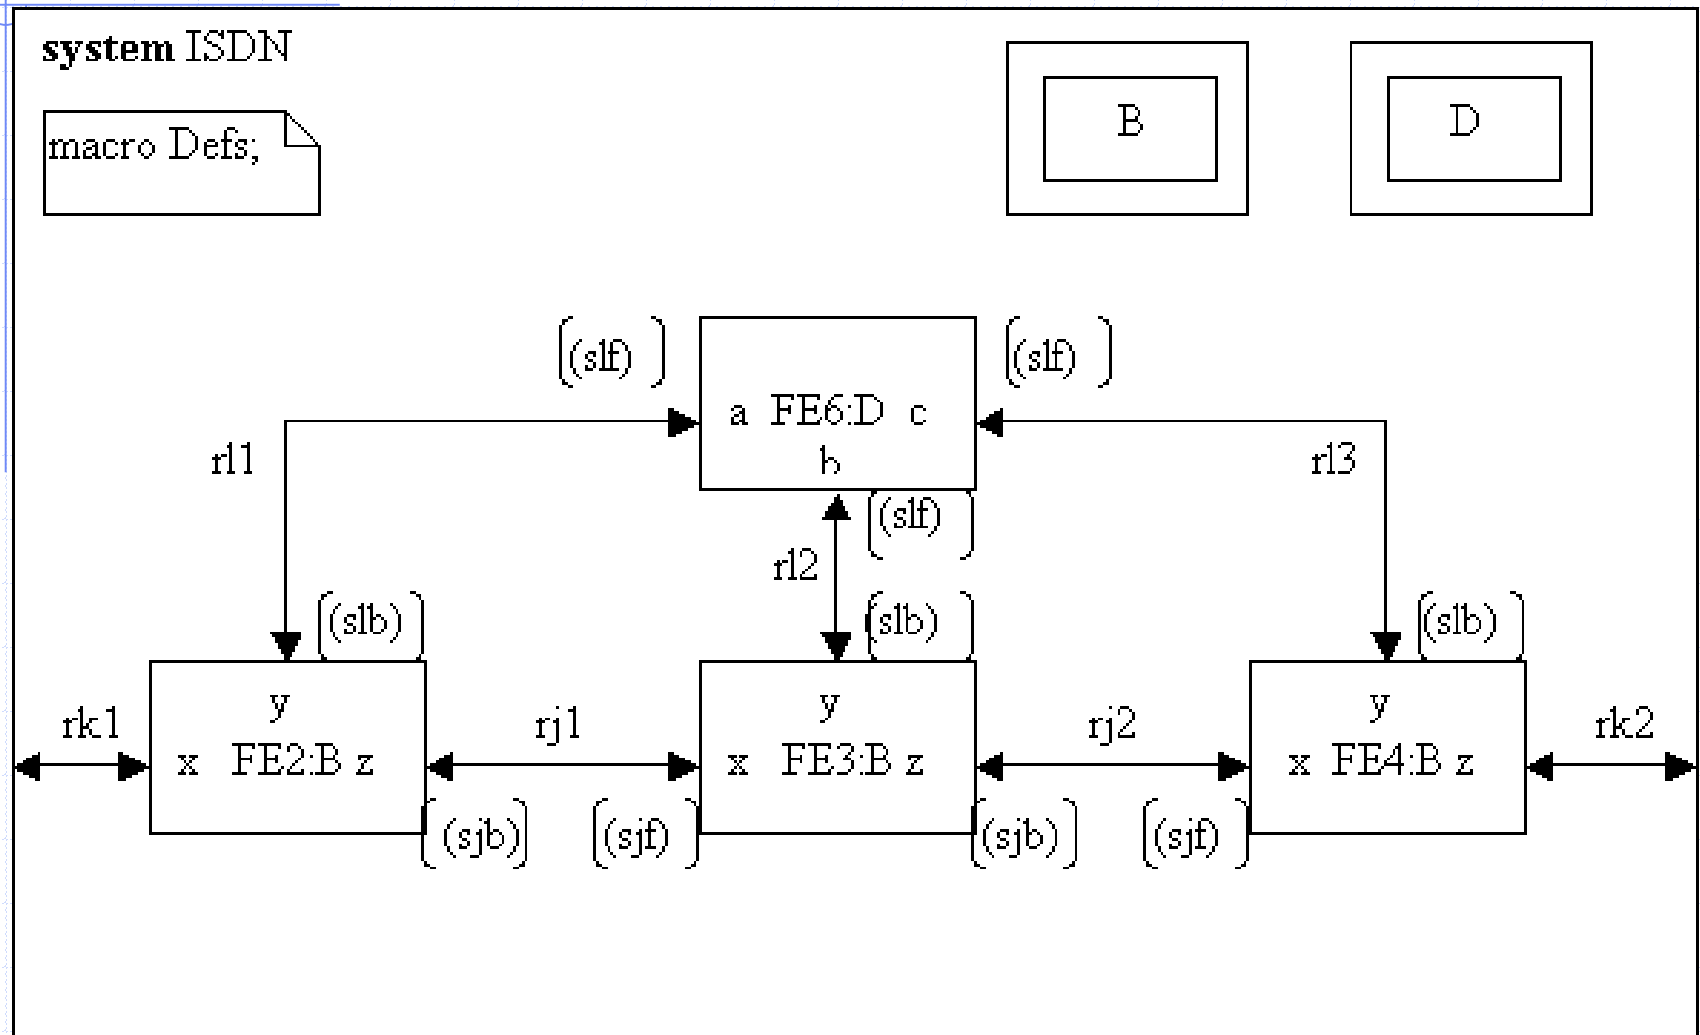 system ISDN
macro Defs;
B
D
(slf)
(slf)
a FE6:D c
b
rl1
rl3
(slf)
rl2
(slb)
(slb)
(slb)
y
y
y
rk1
rj1
rj2
rk2
x FE2:B z
x FE3:B z
x FE4:B z
(sjb)
(sjf)
(sjb)
(sjf)